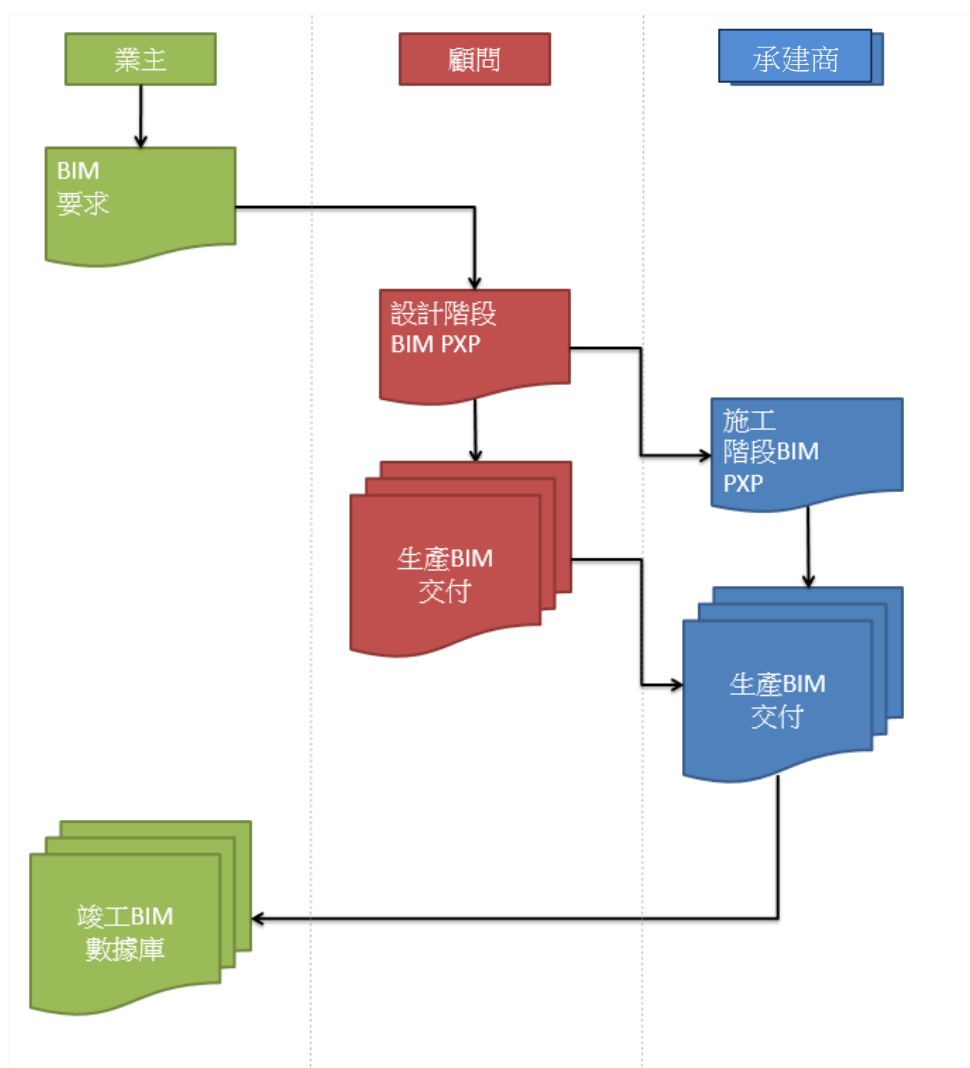 業主
顧問
承建商
BIM
要求
設計階段
BIM PXP
施工
階段BIM
PXP
生產BIM
交付
生產BIM
交付
竣工BIM
數據庫